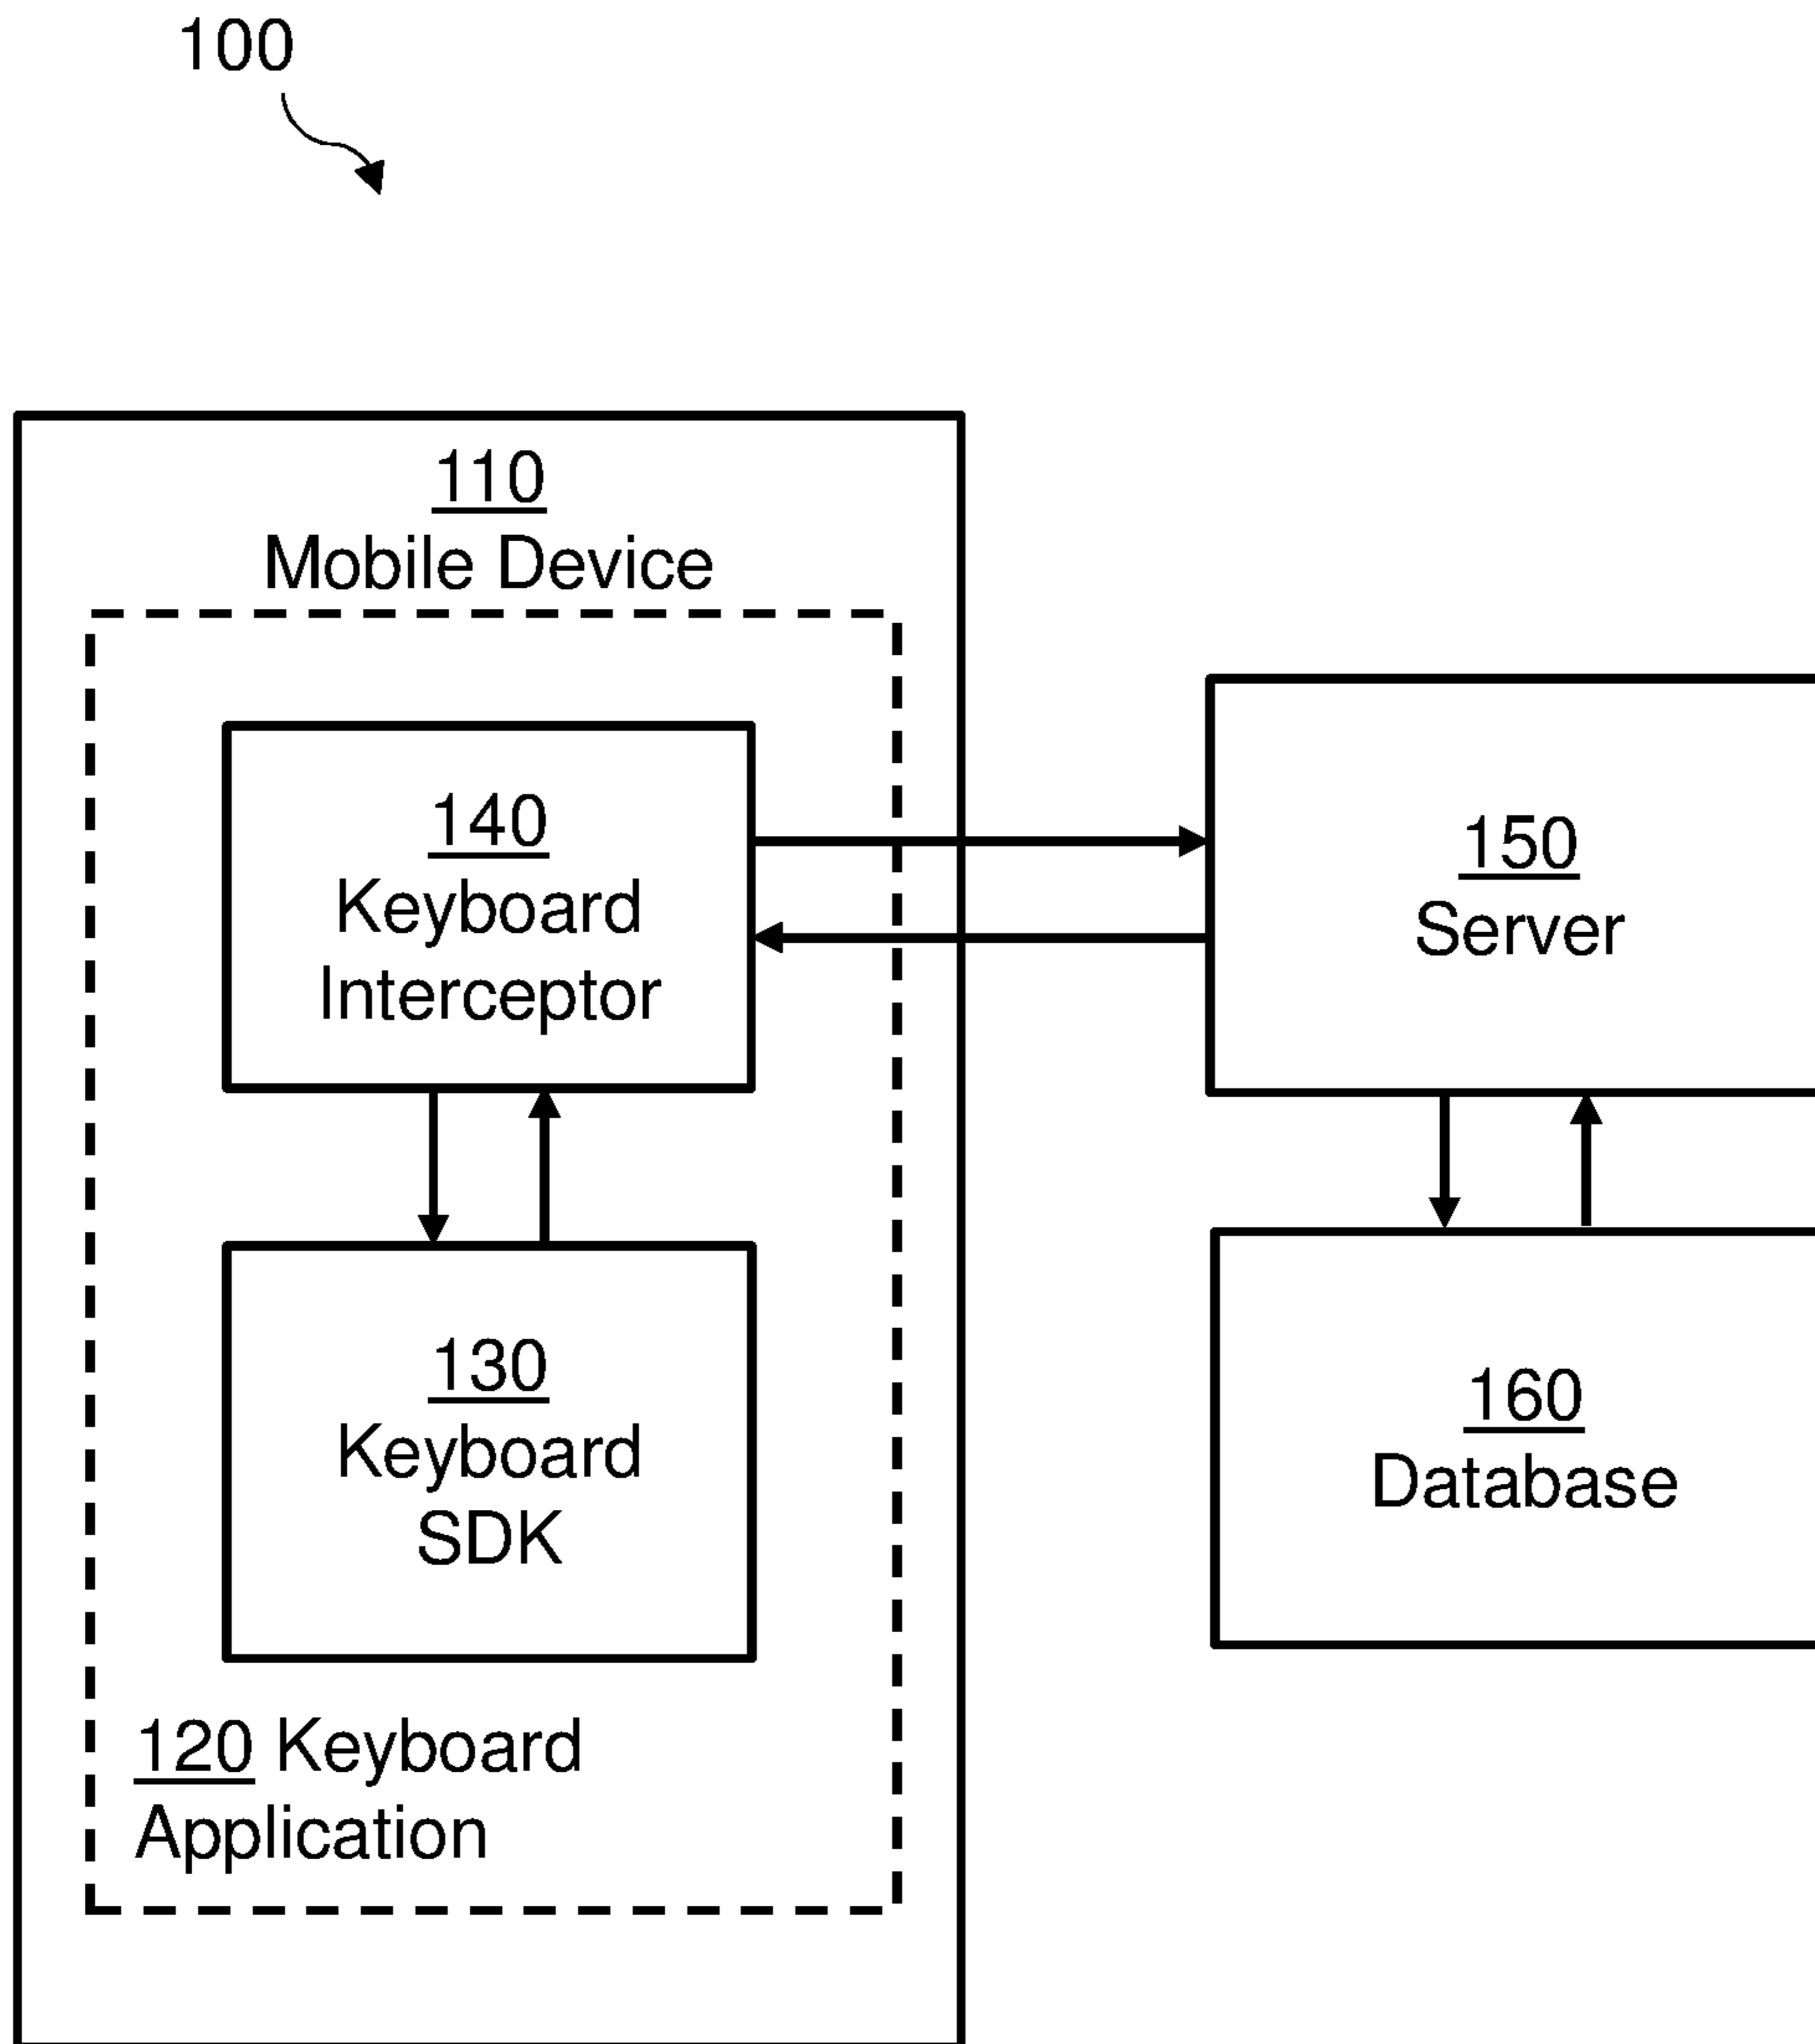 100
110
Mobile Device
140
Keyboard
Interceptor
150
Server
130
Keyboard
SDK
160
Database
120 Keyboard
Application